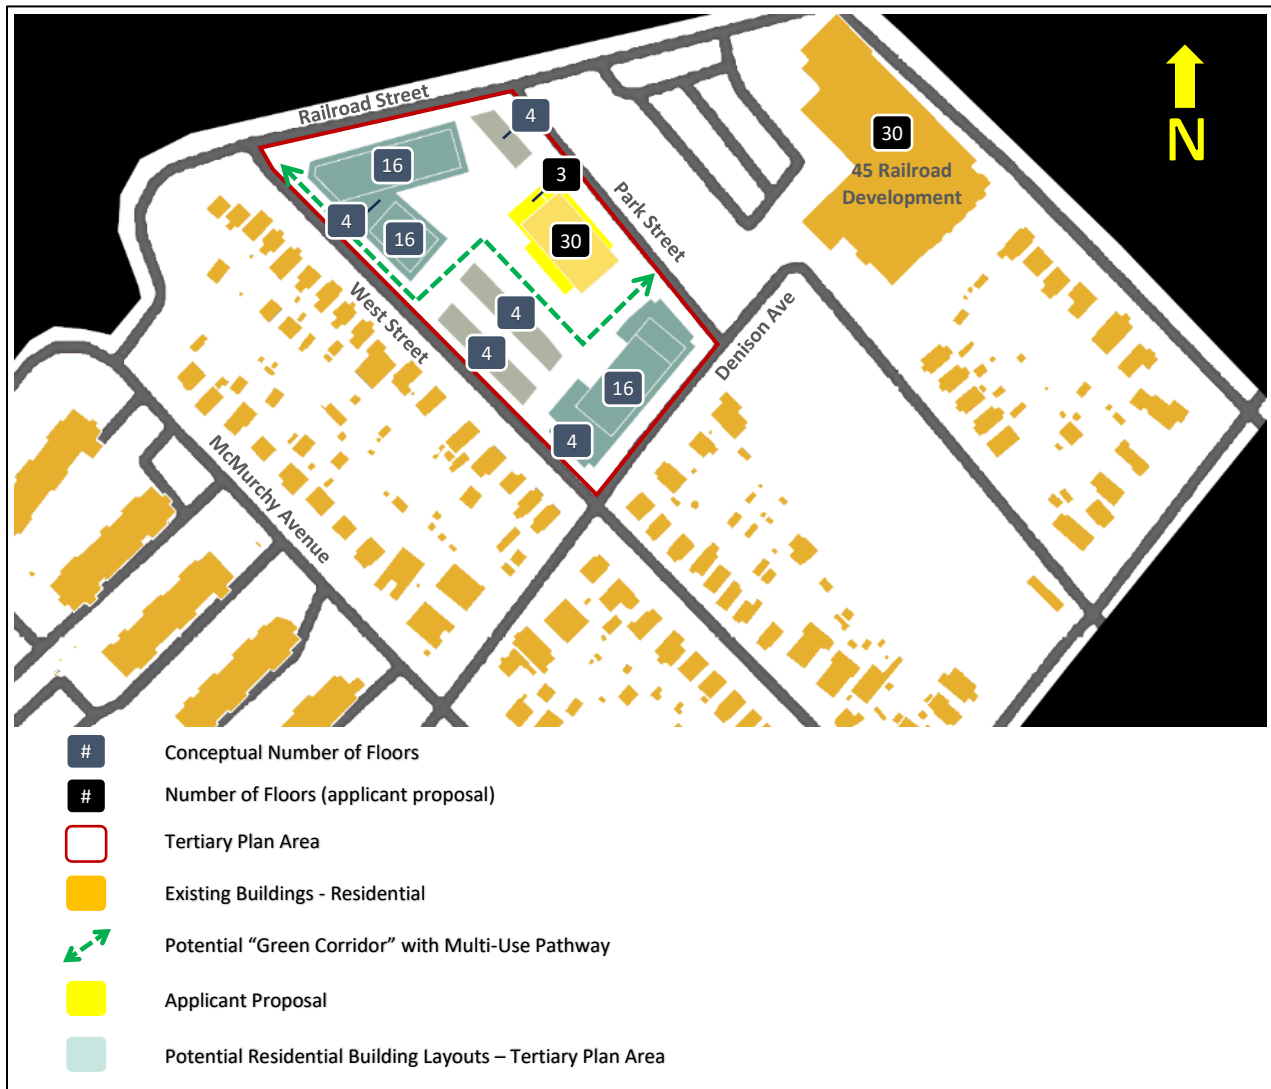 Railroad Street
4
N
30
45 Railroad
Development
16
3
Park Street
4
16
30
West Street
4
Denison Ave
4
16
4
McMurchy Avenue
# Conceptual Number of Floors
# Number of Floors (applicant proposal)
Tertiary Plan Area
Existing Buildings - Residential
Potential “Green Corridor” with Multi-Use Pathway
Applicant Proposal
Potential Residential Building Layouts – Tertiary Plan Area